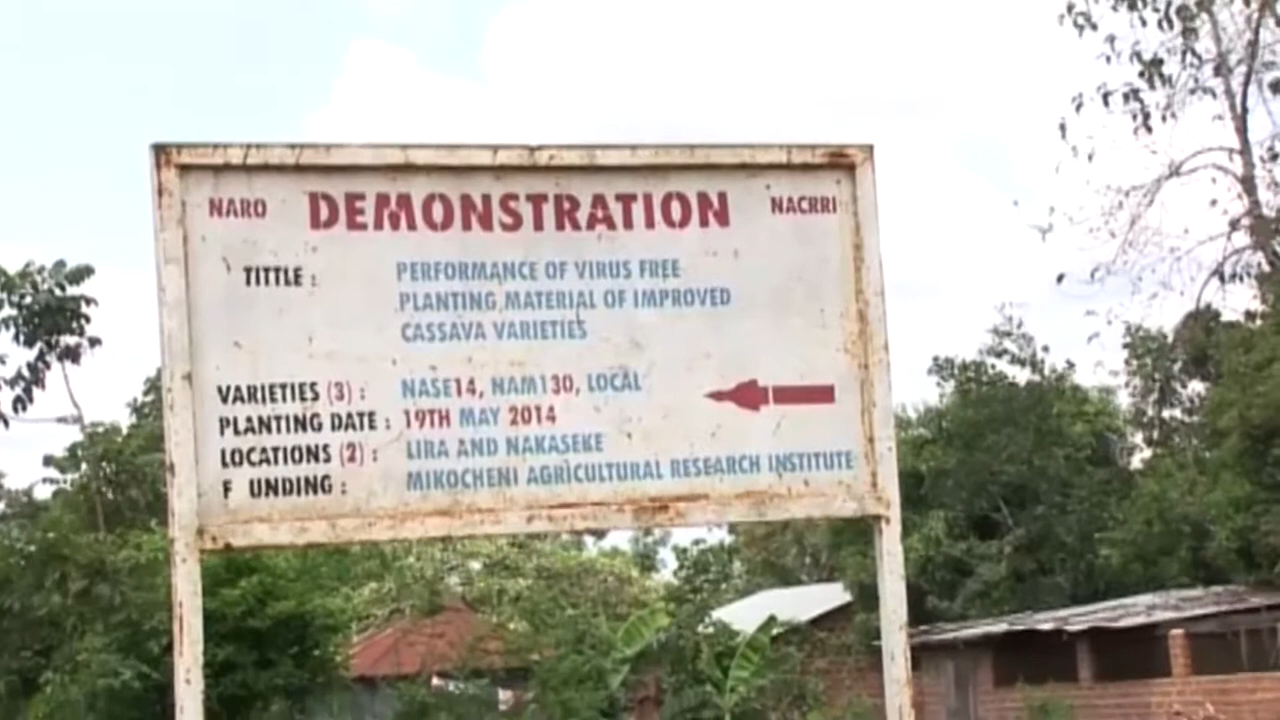 NARO DEMONSTRATION NACRRI
TITTLE : PERFORMANCE OF VIRUS FREE
PLANTING MATERIAL OF IMPROVED
CASSAVA VARIETIES
VARIETIES (3) : NASE14, NAM130, LOCAL
PLANTING DATE : 19TH MAY 2014
LOCATIONS (2) : LIRA AND NAKASEKE
F UNDING : MIKOCHENI AGRICULTURAL RESEARCH INSTITUTE